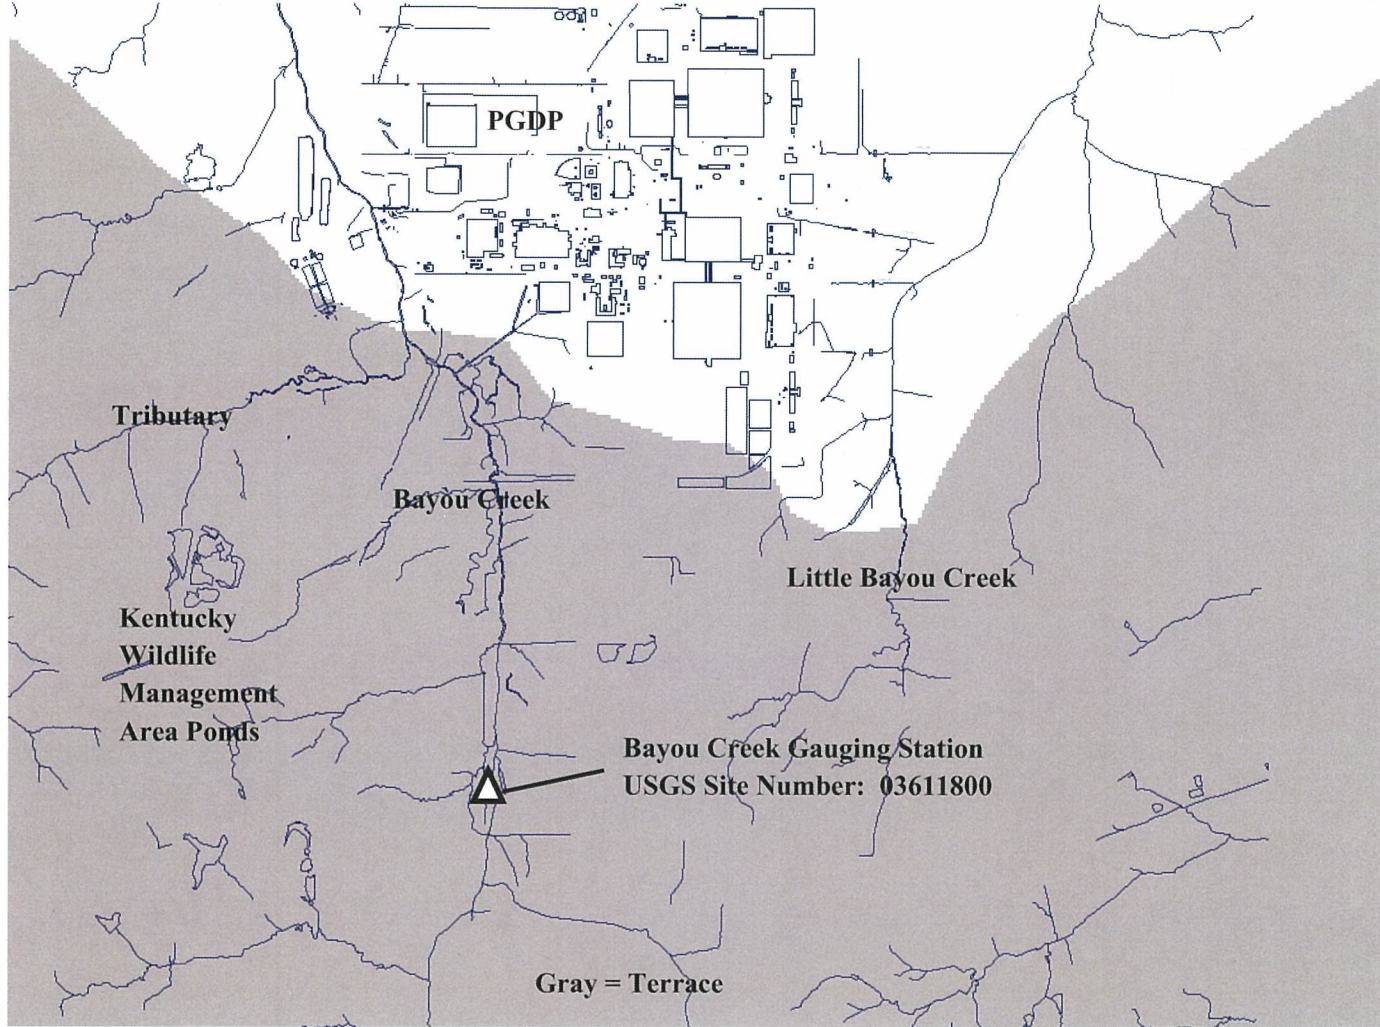 PGDP
Tributary
Bayou Creek
Little Bayou Creek
Kentucky
Wildlife
Management
Area Ponds
Bayou Creek Gauging Station
USGS Site Number: 03611800
Gray = Terrace